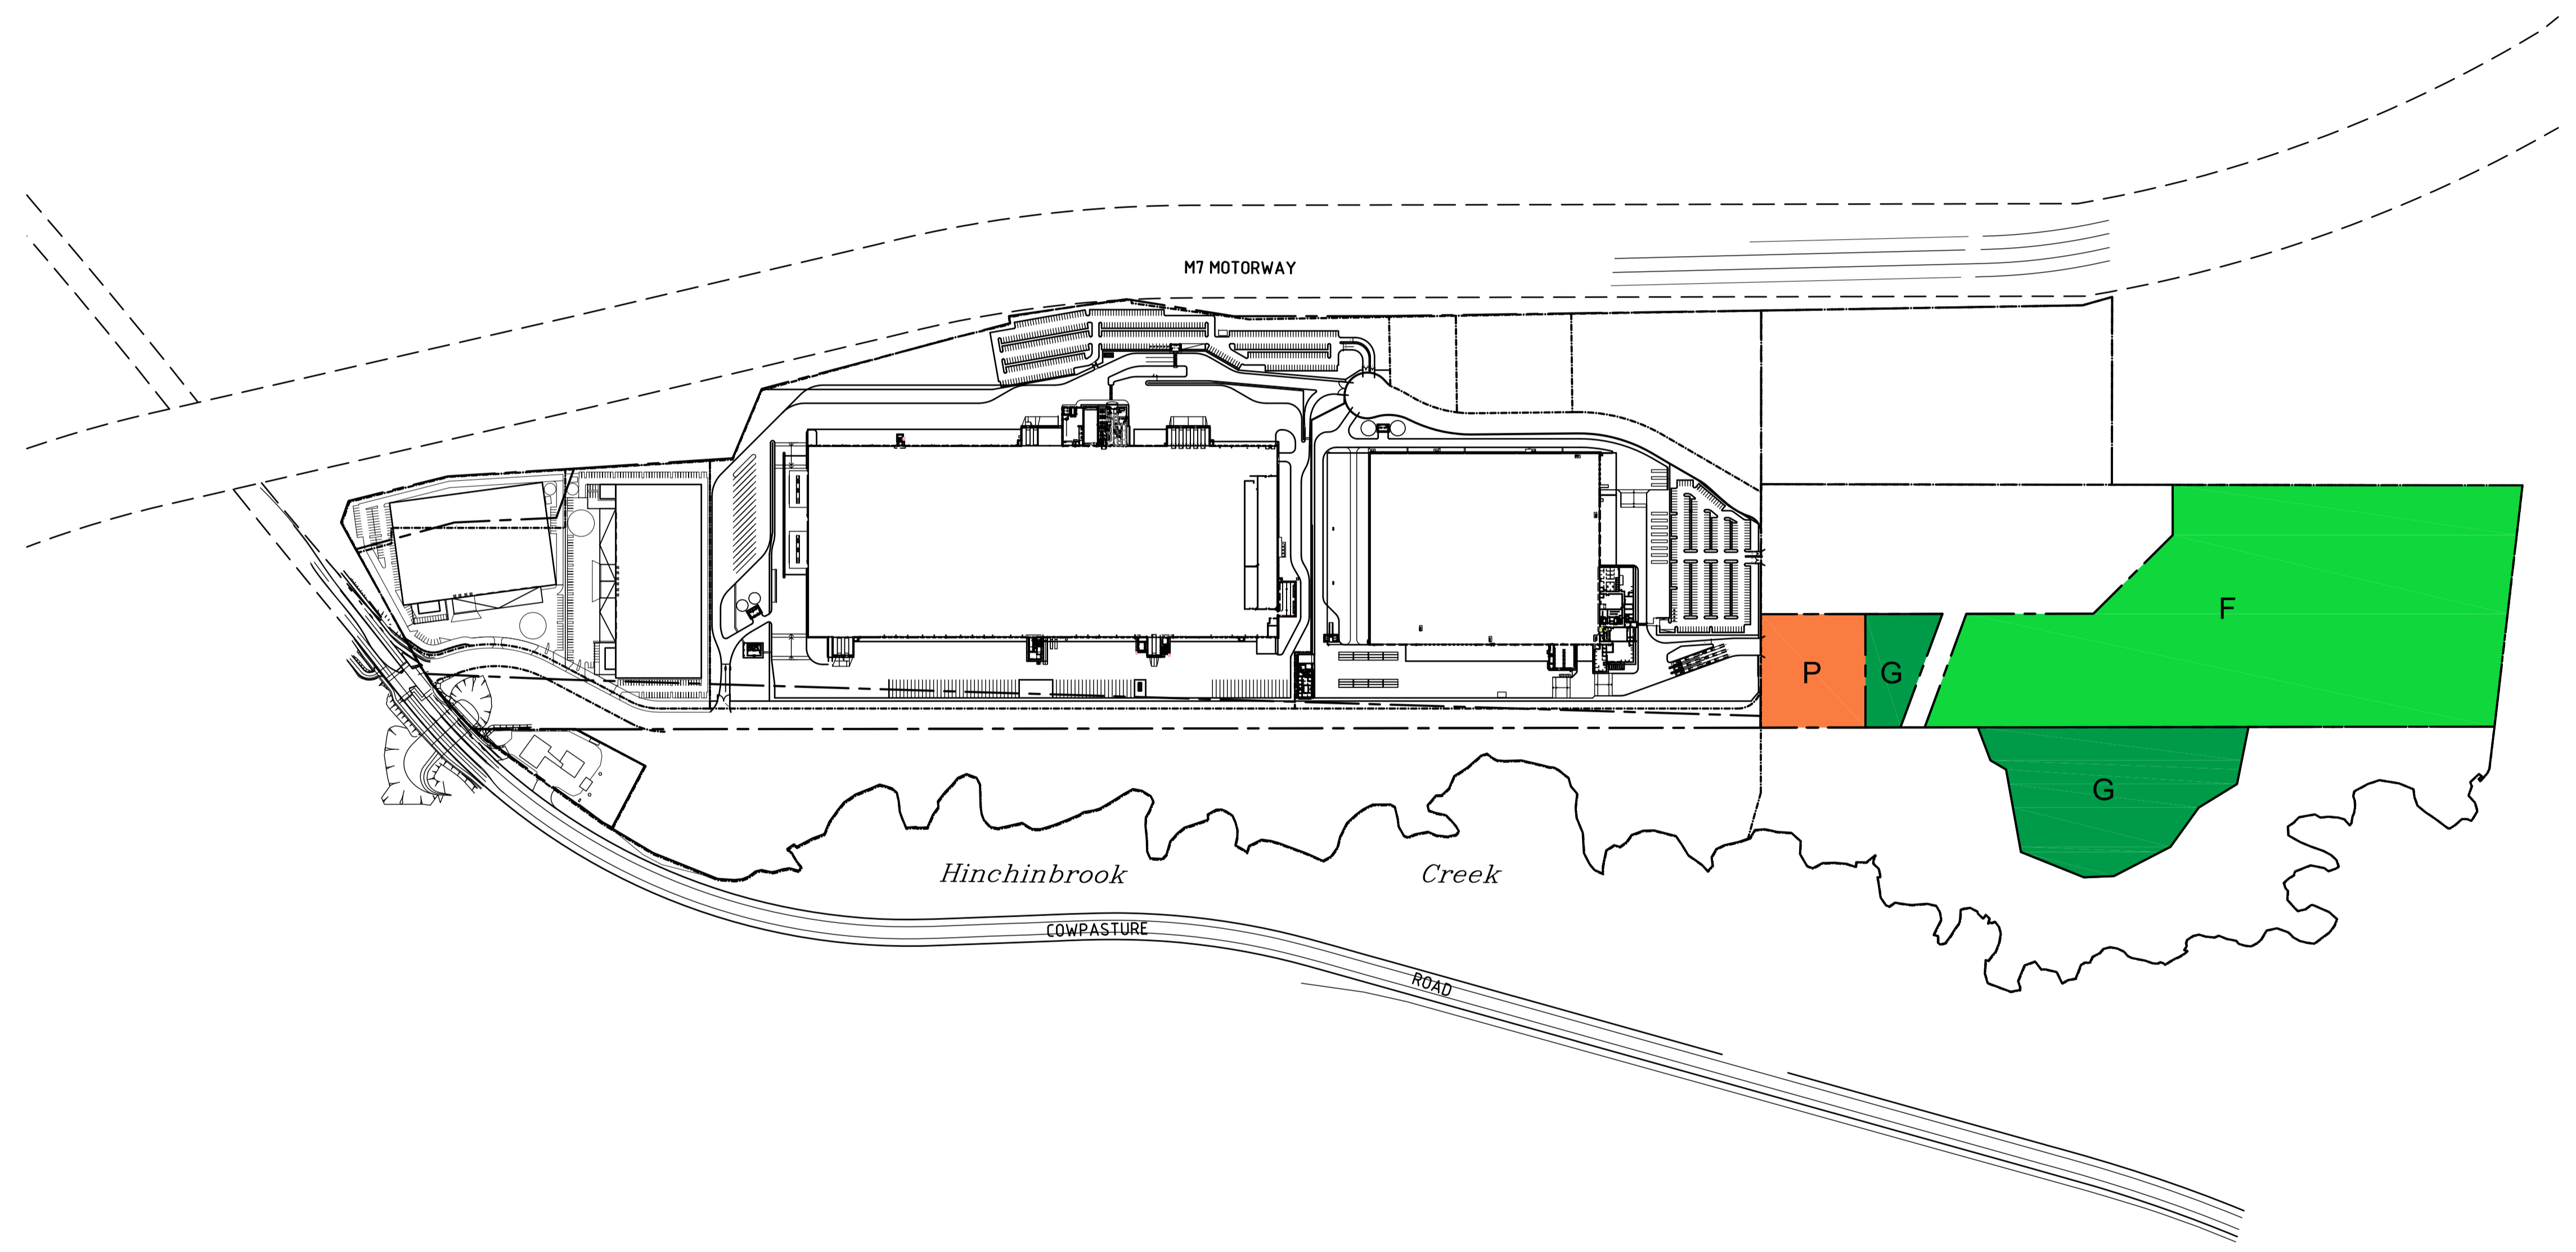 M7 MOTORWAY
F
P
G
G
Hinchinbrook Creek
COWPASTURE
ROAD